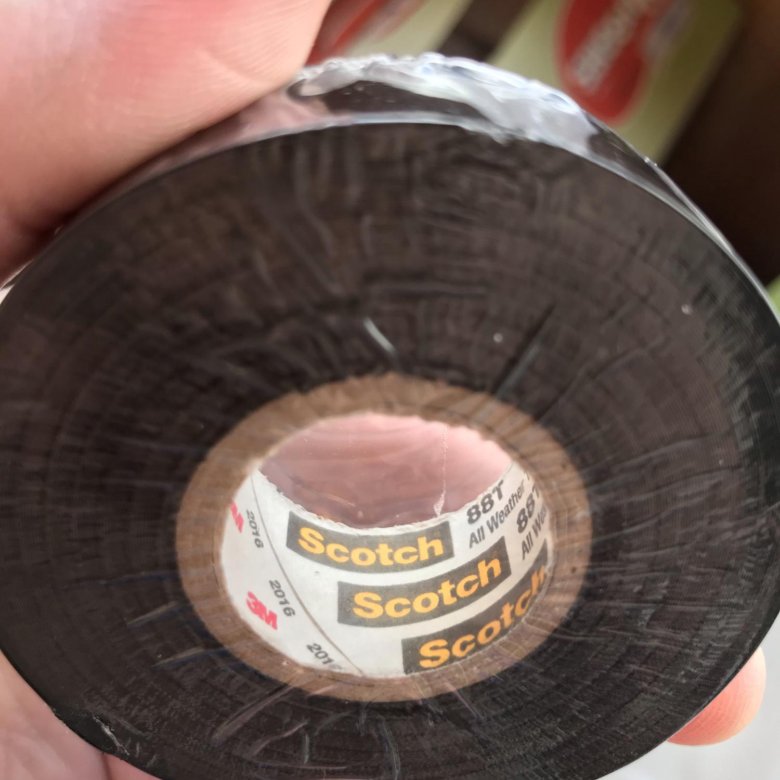 3M 2016
Scotch 88T
All Weather
3M 2016
Scotch 88
All We
Scotch